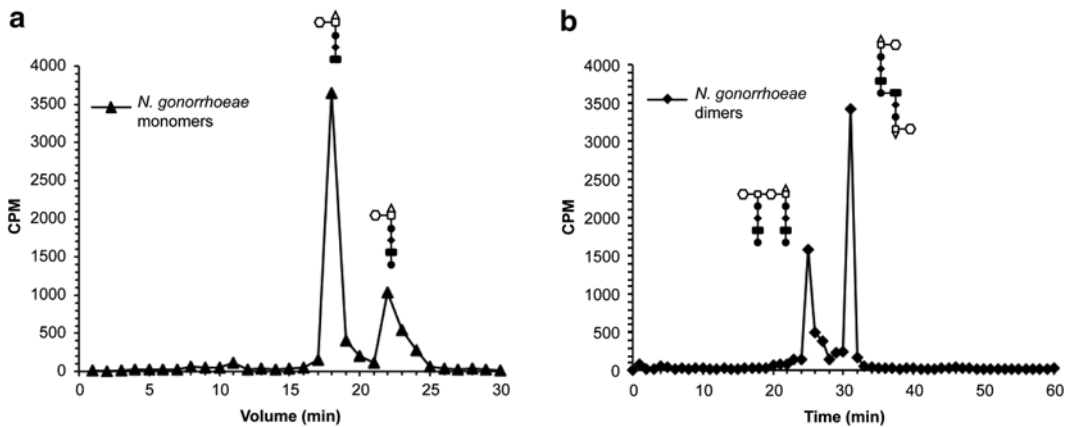 a
4000
3500
3000
2500
2000
1500
1000
500
0
CPM
N. gonorrhoeae
monomers
0 5 10 15 20 25 30
Volume (min)
b
4000
3500
3000
2500
2000
1500
1000
500
0
CPM
N. gonorrhoeae
dimers
0 10 20 30 40 50 60
Time (min)